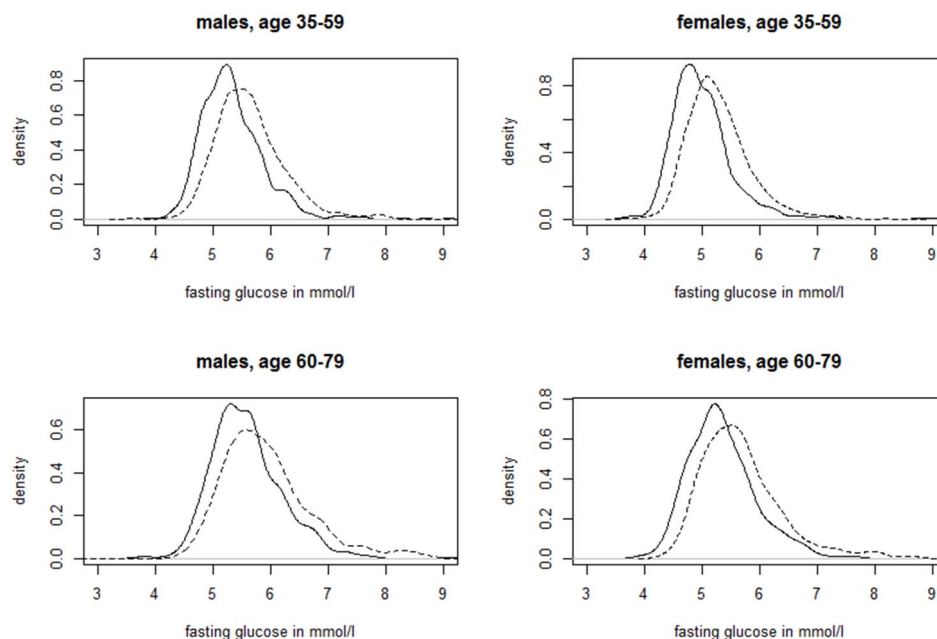 males, age 35-59
density
0.0 0.2 0.4 0.6 0.8
3 4 5 6 7 8 9
fasting glucose in mmol/l
females, age 35-59
density
0.0 0.4 0.8
3 4 5 6 7 8 9
fasting glucose in mmol/l
males, age 60-79
density
0.0 0.2 0.4 0.6
3 4 5 6 7 8 9
fasting glucose in mmol/l
females, age 60-79
density
0.0 0.2 0.4 0.6 0.8
3 4 5 6 7 8 9
fasting glucose in mmol/l